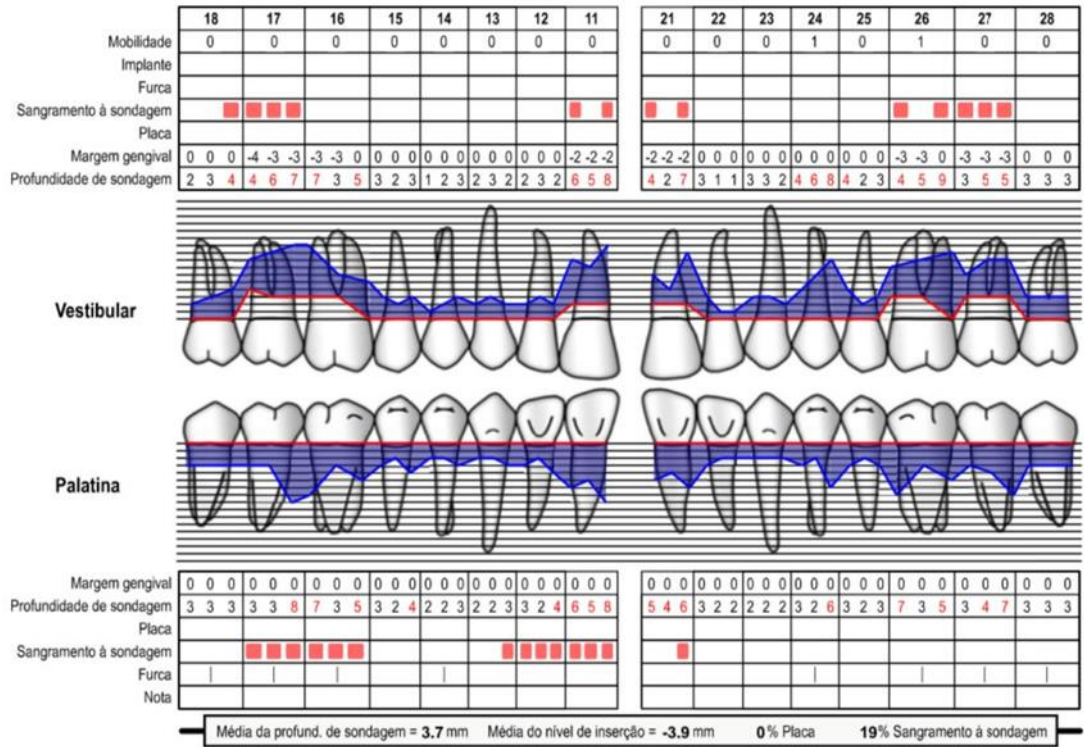 18 17 16 15 14 13 12 11 21 22 23 24 25 26 27 28
Mobilidade 0 0 0 0 0 0 0 0 0 0 0 1 0 1 0 0
Implante
Furca
Sangramento à sondagem
Placa
Margem gengival 0 0 0 -4 -3 -3 -3 -3 0 0 0 0 0 0 0 0 0 0 0 0 0 -2 -2 -2 -2 -2 -2 0 0 0 0 0 0 0 0 0 0 0 0 -3 -3 0 -3 -3 -3 0 0 0
Profundidade de sondagem 2 3 4 4 6 7 7 3 5 3 2 3 1 2 3 2 3 2 2 3 2 6 5 8 4 2 7 3 1 1 3 3 2 4 6 8 4 2 3 4 5 9 3 5 5 3 3 3
Vestibular
Palatina
Margem gengival 0 0 0 0 0 0 0 0 0 0 0 0 0 0 0 0 0 0 0 0 0 0 0 0 0 0 0 0 0 0 0 0 0 0 0 0 0 0 0 0 0 0 0 0 0 0 0 0
Profundidade de sondagem 3 3 3 3 3 8 7 3 5 3 2 4 2 2 3 2 2 3 3 2 4 6 5 8 5 4 6 3 2 2 2 2 2 3 2 6 3 2 3 7 3 5 3 4 7 3 3 3
Placa
Sangramento à sondagem
Furca
Nota
Média da profund. de sondagem = 3.7 mm Média do nível de inserção = -3.9 mm 0% Placa 19% Sangramento à sondagem